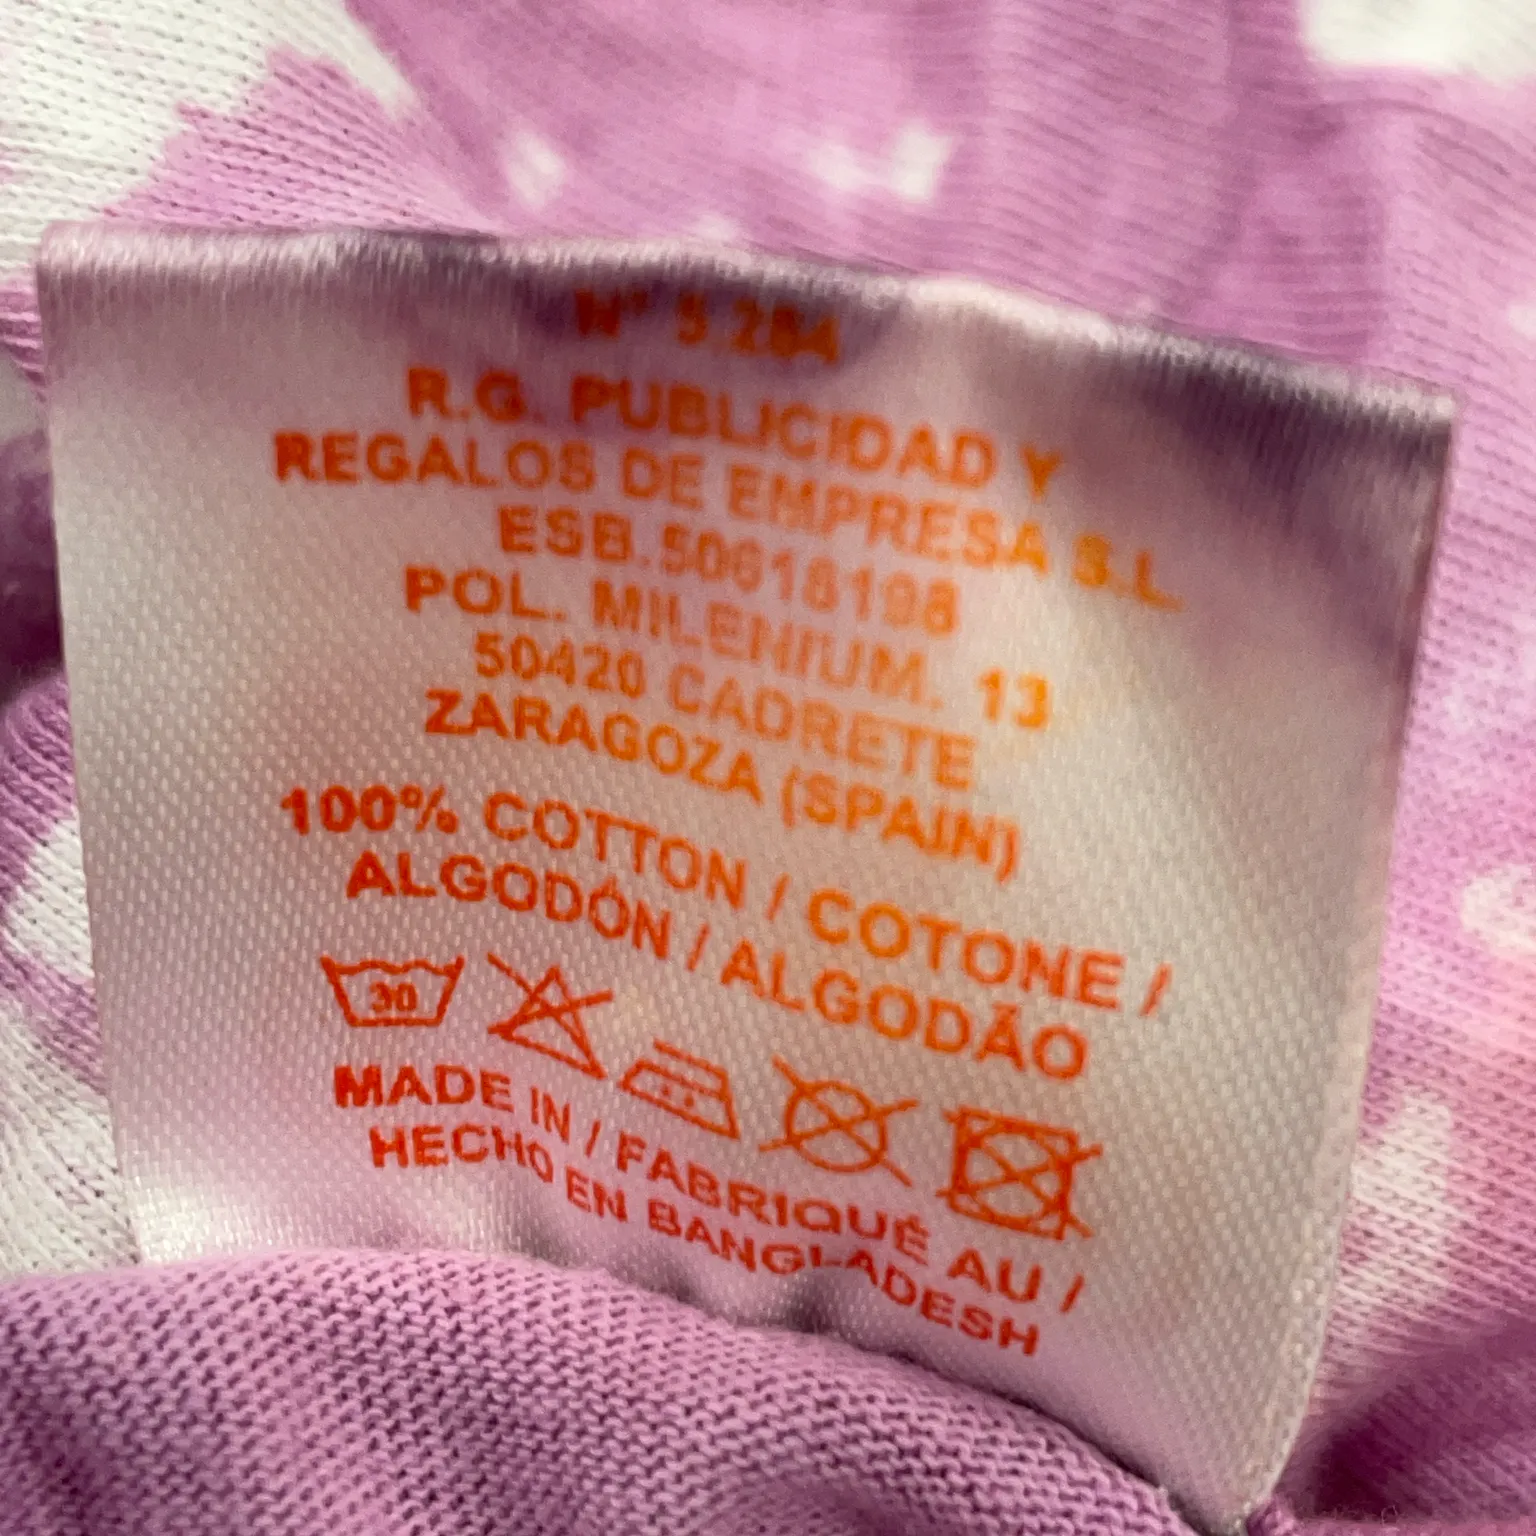 Nº 5.284
R.G. PUBLICIDAD Y
REGALOS DE EMPRESA S.L.
ESB.50618198
POL. MILENIUM. 13
50420 CADRETE
ZARAGOZA (SPAIN)
100% COTTON / COTONE /
ALGODÓN / ALGODÃO
30
MADE IN / FABRIQUÉ AU /
HECHO EN BANGLADESH